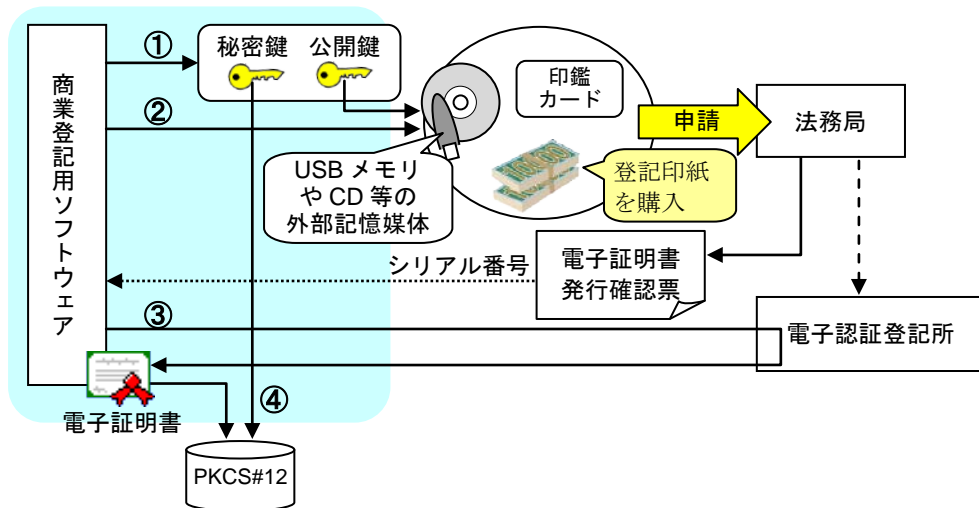 商業登記用ソフトウェア
①
秘密鍵 公開鍵
②
USB メモリ
や CD 等の
外部記憶媒体
印鑑
カード
登記印紙
を購入
申請
法務局
シリアル番号
電子証明書
発行確認票
③
電子認証登記所
電子証明書
④
PKCS#12